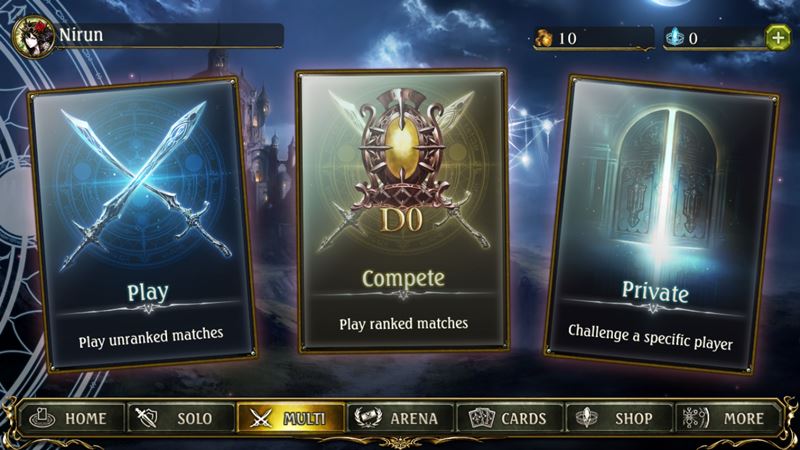 Nirun
10
0
D0
Play
Play unranked matches
Compete
Play ranked matches
Private
Challenge a specific player
HOME
SOLO
MULTI
ARENA
CARDS
SHOP
MORE